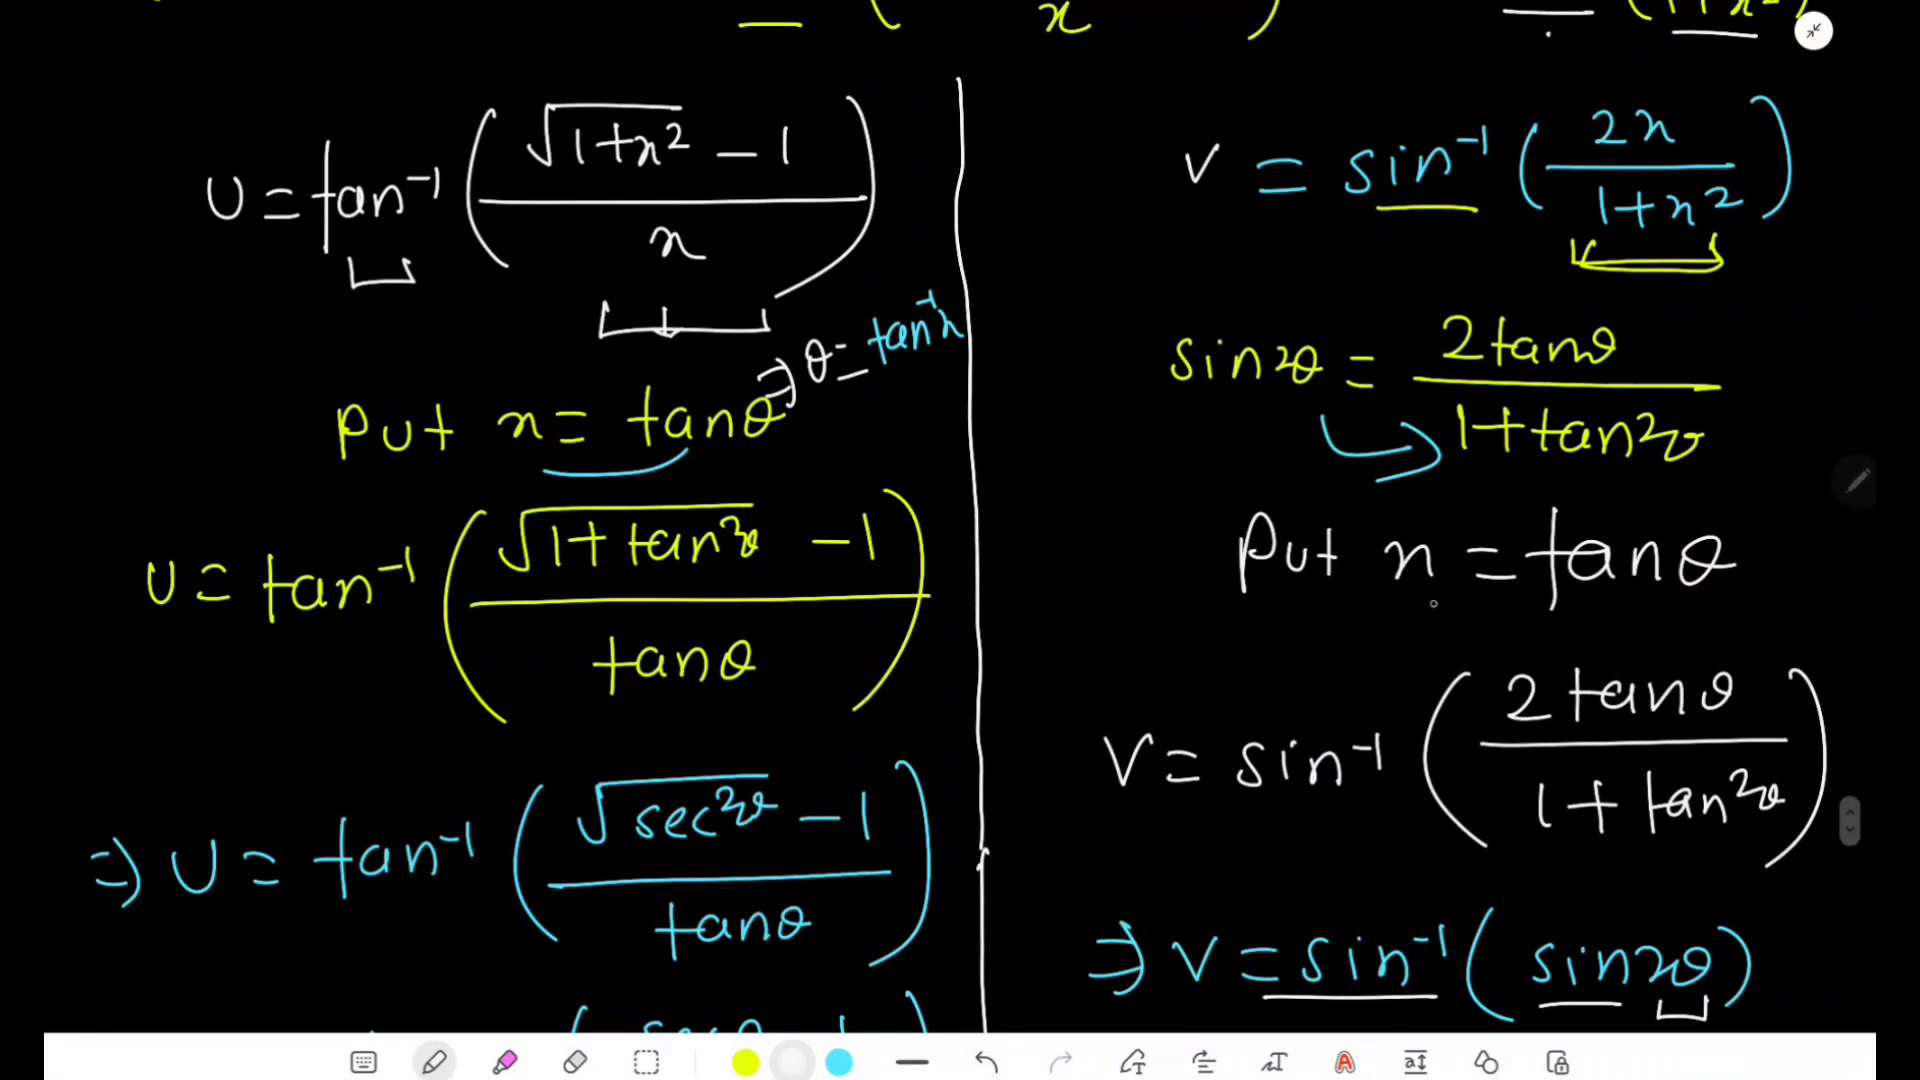 x
U = tan⁻¹ ( (√(1+x²) − 1) / x )
⇒ θ = tan⁻¹x
Put x = tanθ
U = tan⁻¹ ( (√(1+tan²θ) − 1) / tanθ )
⇒ U = tan⁻¹ ( (√(sec²θ) − 1) / tanθ )
V = sin⁻¹ ( 2x / (1+x²) )
sin2θ = 2tanθ / (1+tan²θ)
Put x = tanθ
V = sin⁻¹ ( 2tanθ / (1+tan²θ) )
⇒ V = sin⁻¹ ( sin2θ )